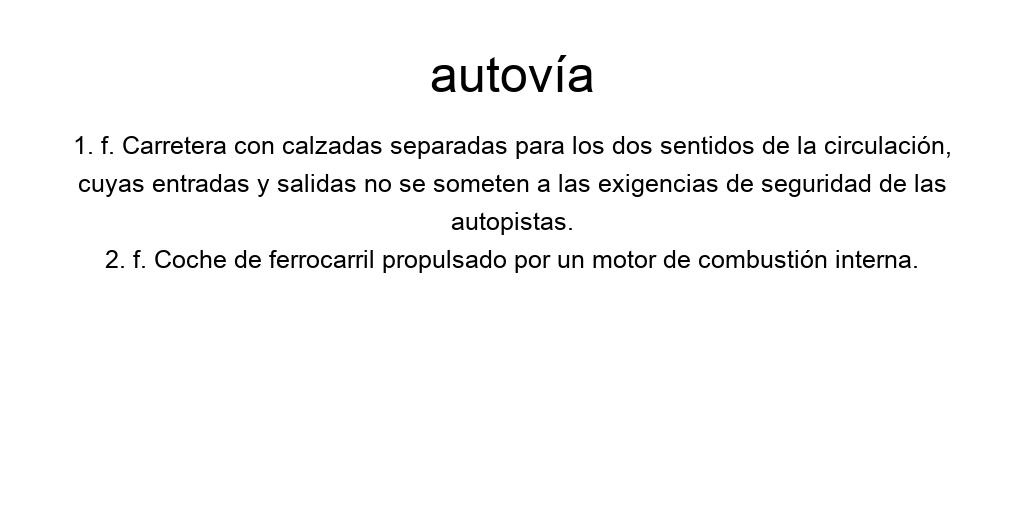 autovía
1. f. Carretera con calzadas separadas para los dos sentidos de la circulación,
cuyas entradas y salidas no se someten a las exigencias de seguridad de las
autopistas.
2. f. Coche de ferrocarril propulsado por un motor de combustión interna.